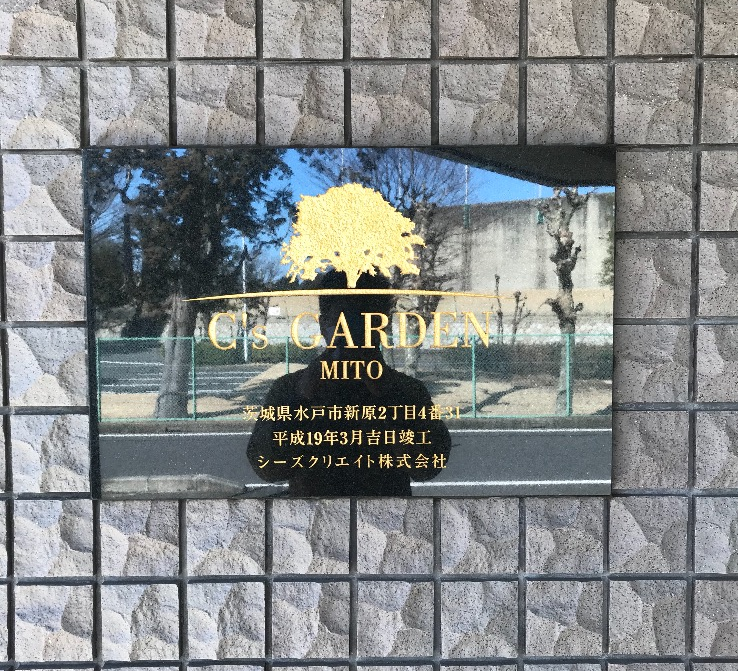 C's GARDEN
MITO
茨城県水戸市新原2丁目4番31
平成19年3月吉日竣工
シーズクリエイト株式会社